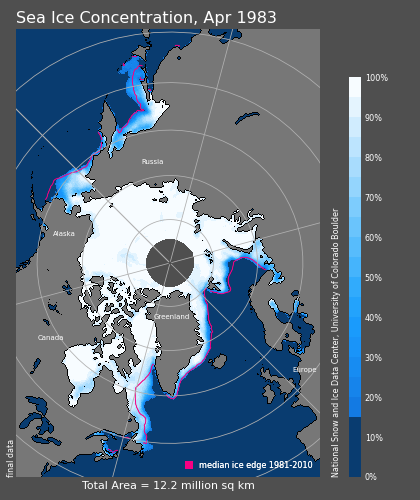 Sea Ice Concentration, Apr 1983
Russia
Alaska
Greenland
Canada
Europe
median ice edge 1981-2010
Total Area = 12.2 million sq km
final data
100%
90%
80%
70%
60%
50%
40%
30%
20%
10%
0%
National Snow and Ice Data Center, University of Colorado Boulder